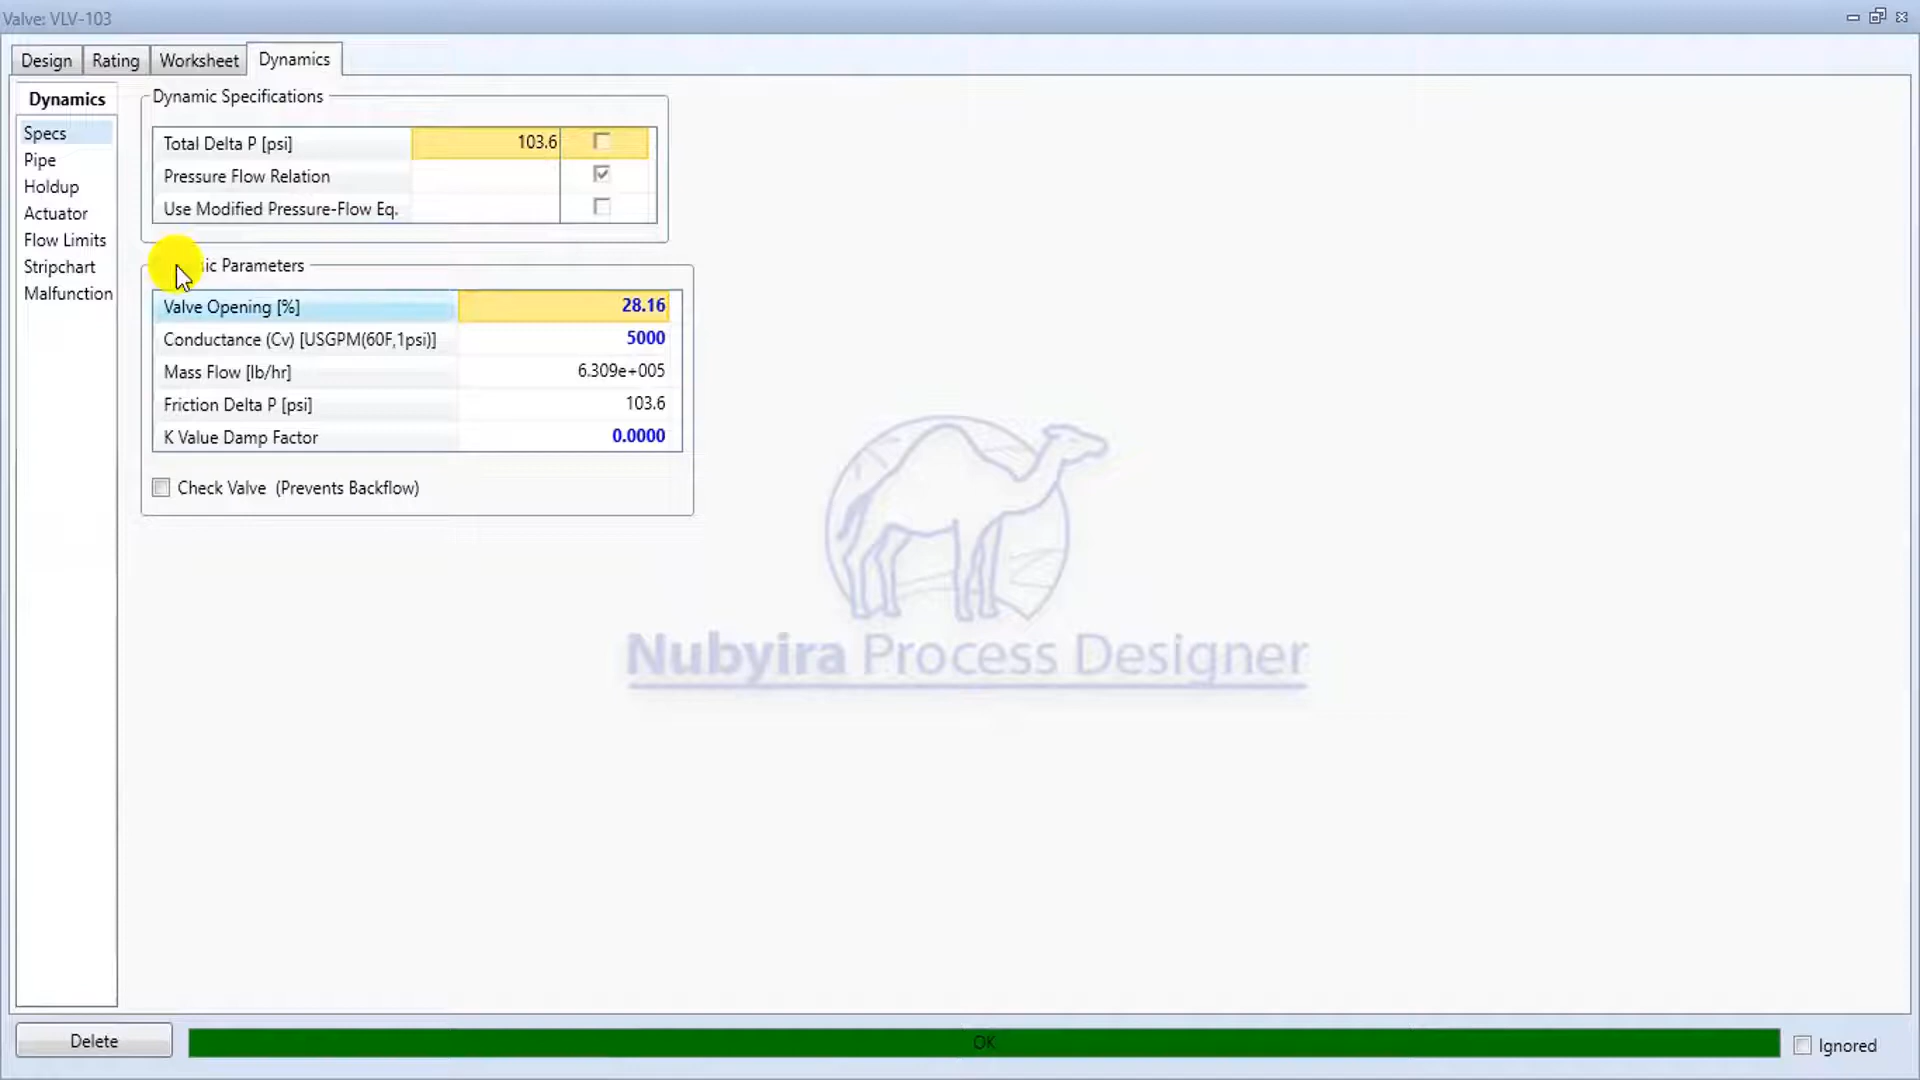 Valve: VLV-103
Design Rating Worksheet Dynamics
Dynamics
Specs
Pipe
Holdup
Actuator
Flow Limits
Stripchart
Malfunction
Dynamic Specifications
Total Delta P [psi] 103.6
Pressure Flow Relation
Use Modified Pressure-Flow Eq.
ic Parameters
Valve Opening [%] 28.16
Conductance (Cv) [USGPM(60F,1psi)] 5000
Mass Flow [lb/hr] 6.309e+005
Friction Delta P [psi] 103.6
K Value Damp Factor 0.0000
Check Valve (Prevents Backflow)
Nubyira Process Designer
Delete OK Ignored